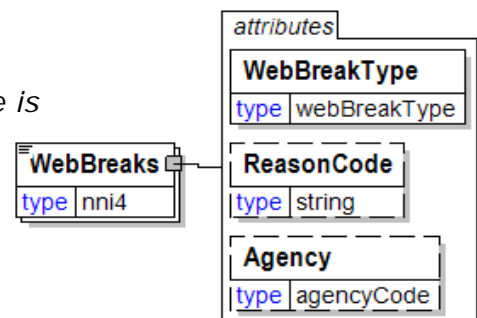 attributes
WebBreakType
type webBreakType
e is
WebBreaks
type nni4
ReasonCode
type string
Agency
type agencyCode